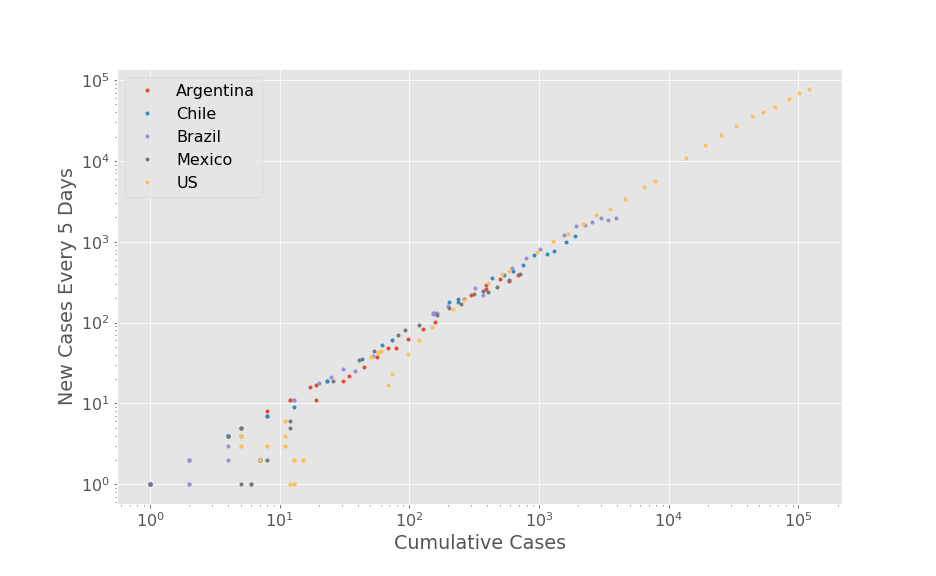 10^5
10^4
10^3
10^2
10^1
10^0
New Cases Every 5 Days
Argentina
Chile
Brazil
Mexico
US
10^0 10^1 10^2 10^3 10^4 10^5
Cumulative Cases